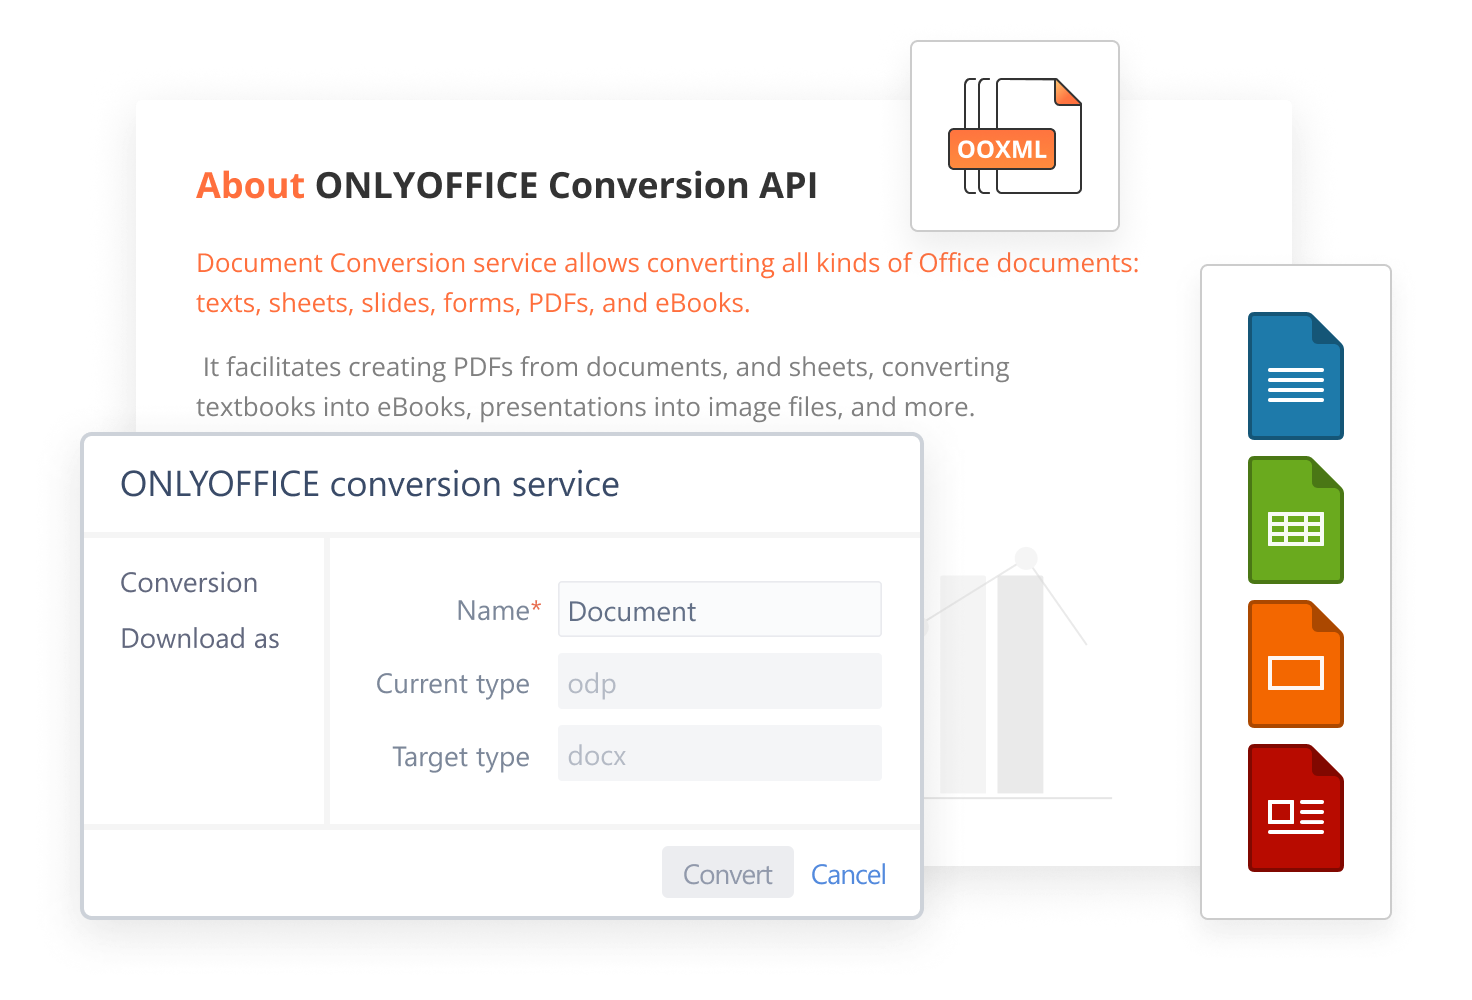 OOXML
About ONLYOFFICE Conversion API
Document Conversion service allows converting all kinds of Office documents:
texts, sheets, slides, forms, PDFs, and eBooks.
It facilitates creating PDFs from documents, and sheets, converting
textbooks into eBooks, presentations into image files, and more.
ONLYOFFICE conversion service
Conversion
Download as
Name* Document
Current type odp
Target type docx
Convert Cancel